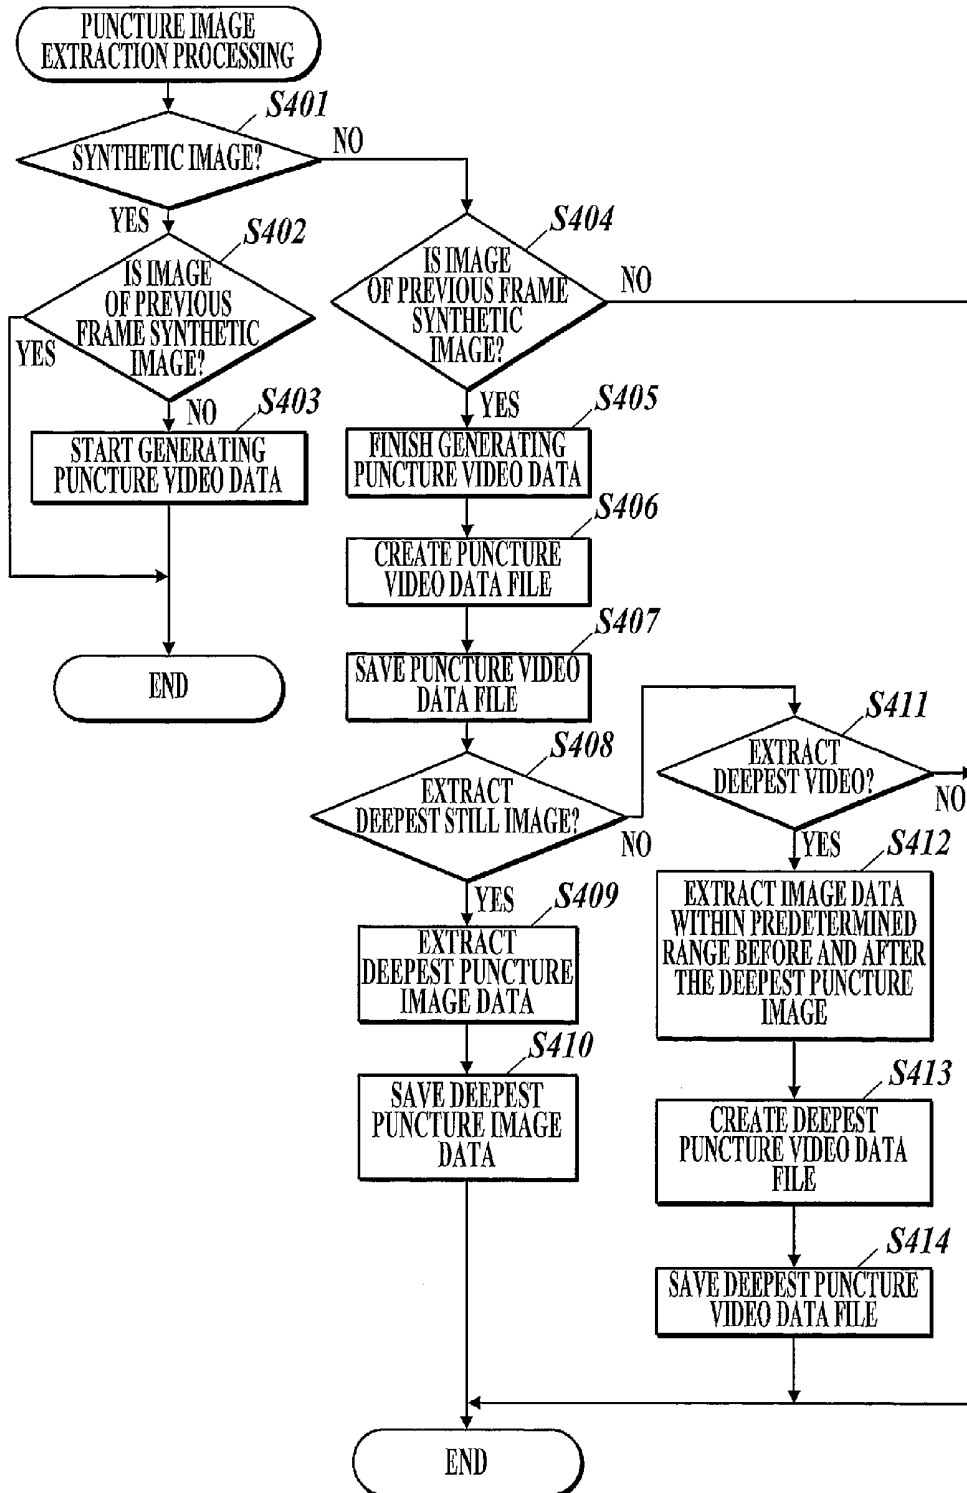 PUNCTURE IMAGE
EXTRACTION PROCESSING
S401
SYNTHETIC IMAGE?
NO
YES
S402
IS IMAGE
OF PREVIOUS
FRAME SYNTHETIC
IMAGE?
YES
NO
S403
START GENERATING
PUNCTURE VIDEO DATA
END
S404
IS IMAGE
OF PREVIOUS FRAME
SYNTHETIC
IMAGE?
NO
YES
S405
FINISH GENERATING
PUNCTURE VIDEO DATA
S406
CREATE PUNCTURE
VIDEO DATA FILE
S407
SAVE PUNCTURE VIDEO
DATA FILE
S408
EXTRACT
DEEPEST STILL IMAGE?
NO
YES
S409
EXTRACT
DEEPEST PUNCTURE
IMAGE DATA
S410
SAVE DEEPEST
PUNCTURE IMAGE
DATA
S411
EXTRACT
DEEPEST VIDEO?
NO
YES
S412
EXTRACT IMAGE DATA
WITHIN PREDETERMINED
RANGE BEFORE AND AFTER
THE DEEPEST PUNCTURE
IMAGE
S413
CREATE DEEPEST
PUNCTURE VIDEO DATA
FILE
S414
SAVE DEEPEST PUNCTURE
VIDEO DATA FILE
END